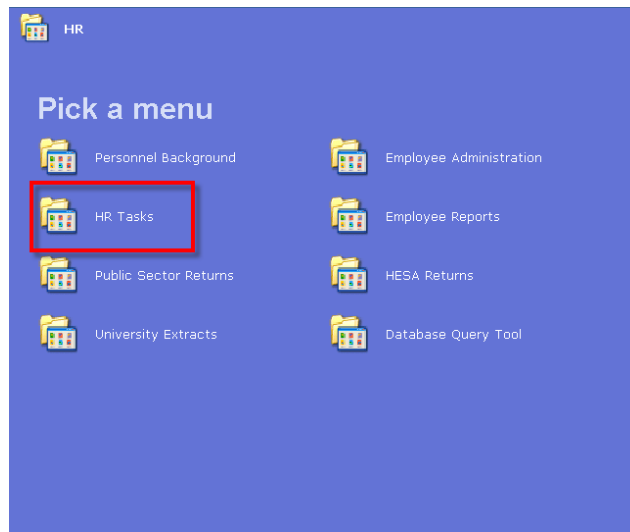 HR
Pick a menu
Personnel Background
Employee Administration
HR Tasks
Employee Reports
Public Sector Returns
HESA Returns
University Extracts
Database Query Tool